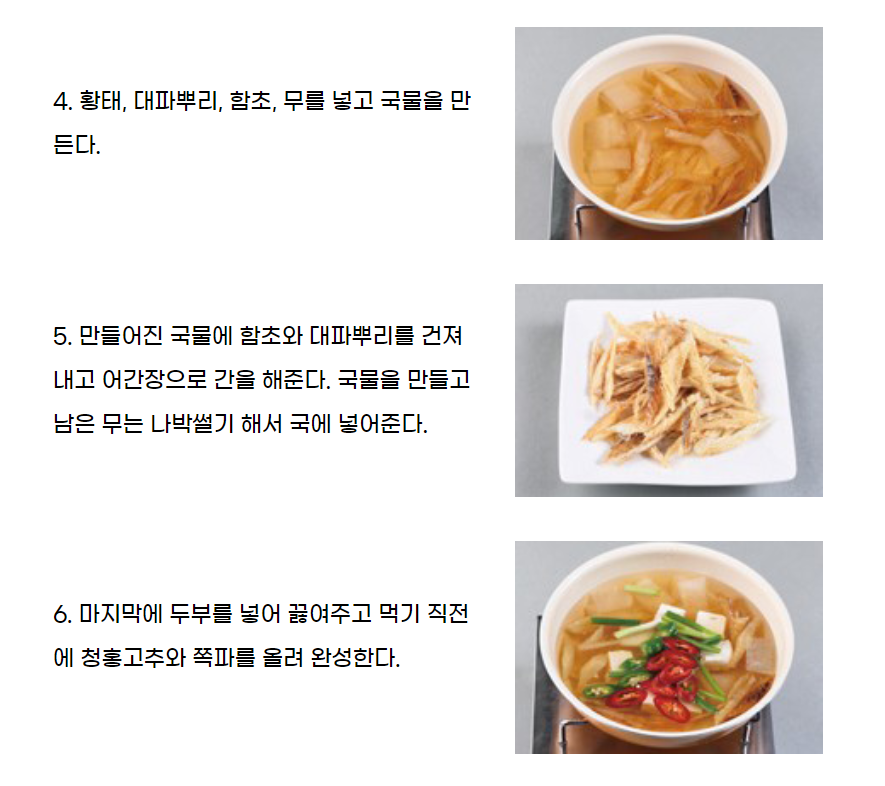 4. 황태, 대파뿌리, 함초, 무를 넣고 국물을 만
든다.
5. 만들어진 국물에 함초와 대파뿌리를 건져
내고 어간장으로 간을 해준다. 국물을 만들고
남은 무는 나박썰기 해서 국에 넣어준다.
6. 마지막에 두부를 넣어 끓여주고 먹기 직전
에 청홍고추와 쪽파를 올려 완성한다.